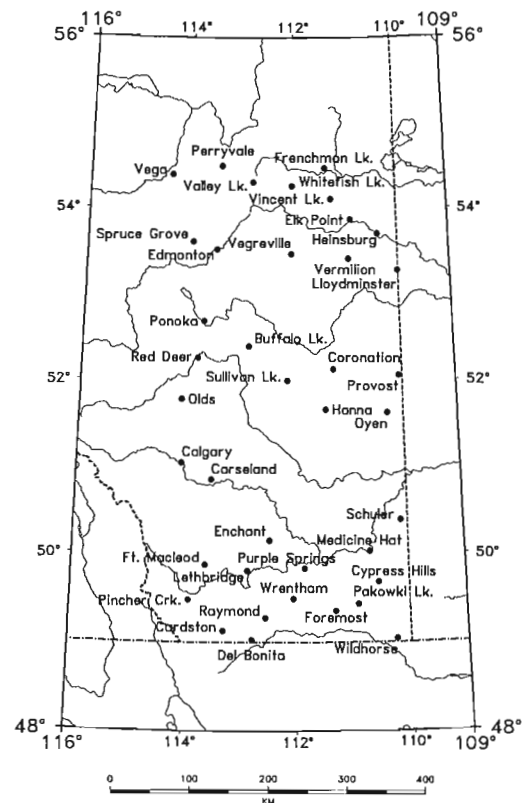 116° 114° 112° 110° 109°
56° 56°
Perryvale
Frenchmon Lk.
Vega
Valley Lk. Whitefish Lk.
Vincent Lk.
54° 54°
Elk Point
Spruce Grove Vegreville Heinsburg
Edmonton
Vermilion
Lloydminster
Ponoka
Buffalo Lk.
Red Deer Coronation
Sullivan Lk. Provost
52° 52°
Olds Hanna
Oyen
Calgary
Carseland
Schuler
Enchant Medicine Hat
50° 50°
Ft. Macleod Purple Springs
Lethbridge Cypress Hills
Wrentham Pakowki Lk.
Pincher Crk. Raymond Foremost
Cardston
Del Bonita Wildhorse
48° 48°
116° 114° 112° 110° 109°
0 100 200 300 400
KM